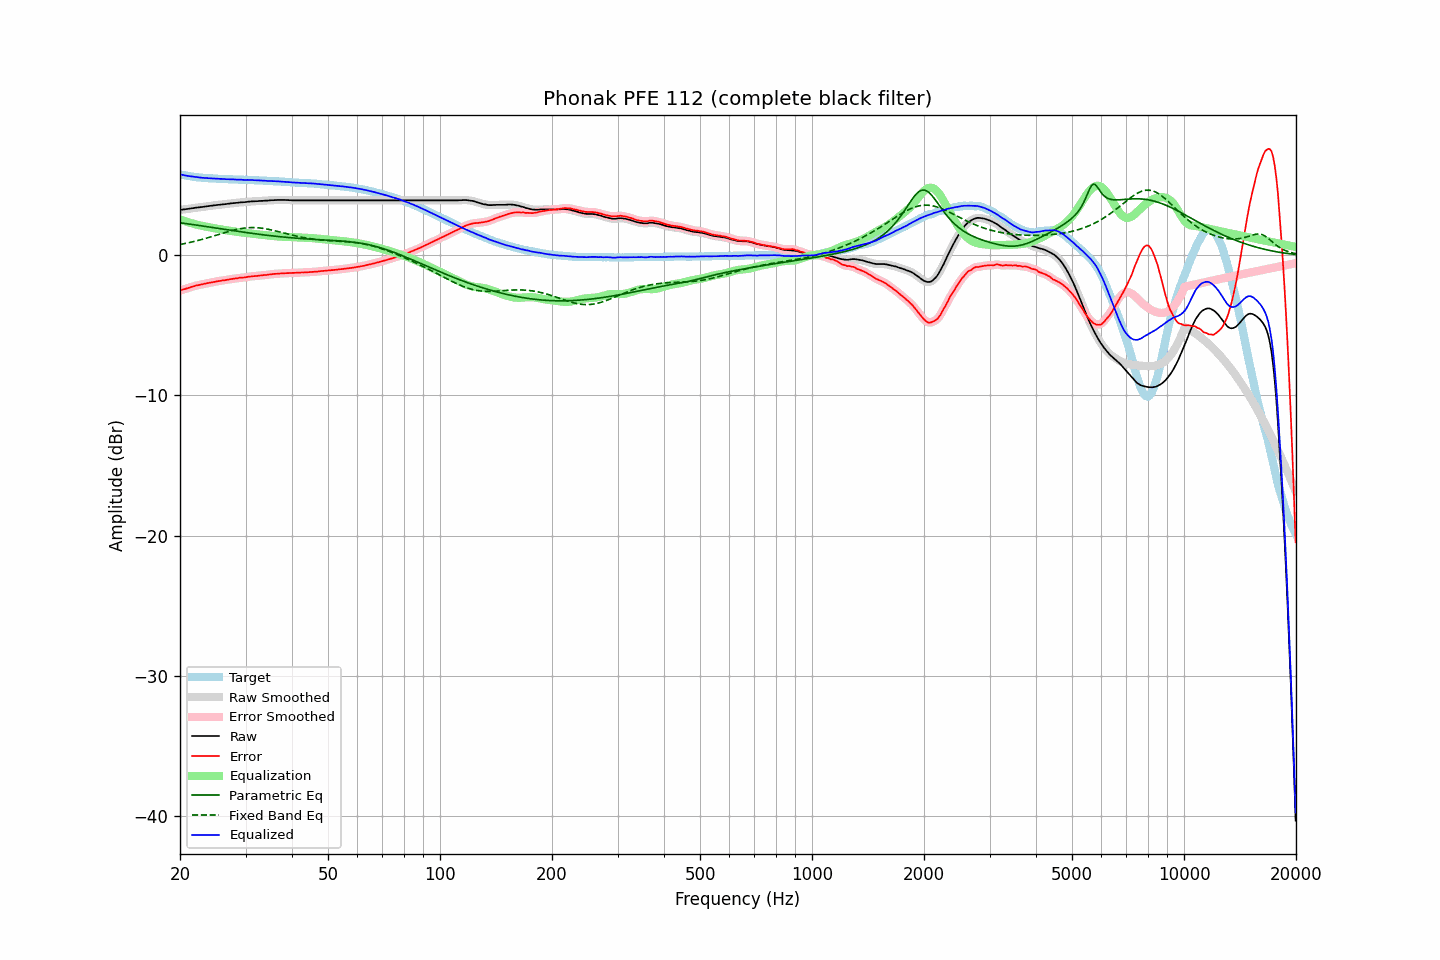 Phonak PFE 112 (complete black filter)
Amplitude (dBr)
0
−10
−20
−30
−40
Target
Raw Smoothed
Error Smoothed
Raw
Error
Equalization
Parametric Eq
Fixed Band Eq
Equalized
20 50 100 200 500 1000 2000 5000 10000 20000
Frequency (Hz)